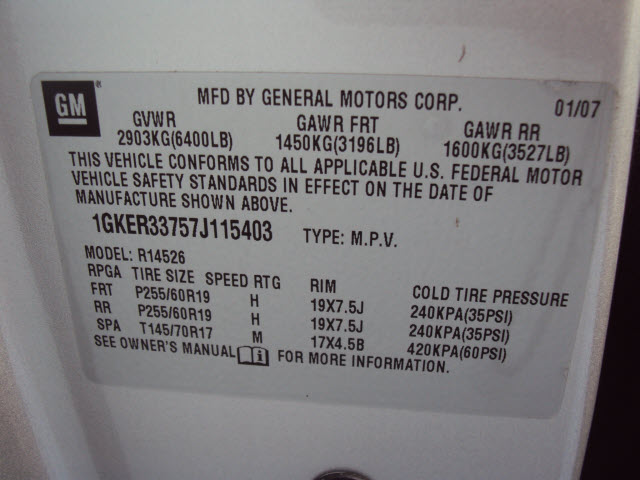 GM
MFD BY GENERAL MOTORS CORP. 01/07
GVWR GAWR FRT GAWR RR
2903KG(6400LB) 1450KG(3196LB) 1600KG(3527LB)
THIS VEHICLE CONFORMS TO ALL APPLICABLE U.S. FEDERAL MOTOR
VEHICLE SAFETY STANDARDS IN EFFECT ON THE DATE OF
MANUFACTURE SHOWN ABOVE.
1GKER33757J115403 TYPE: M.P.V.
MODEL: R14526
RPGA TIRE SIZE SPEED RTG RIM COLD TIRE PRESSURE
FRT P255/60R19 H 19X7.5J 240KPA(35PSI)
RR P255/60R19 H 19X7.5J 240KPA(35PSI)
SPA T145/70R17 M 17X4.5B 420KPA(60PSI)
SEE OWNER'S MANUAL FOR MORE INFORMATION.